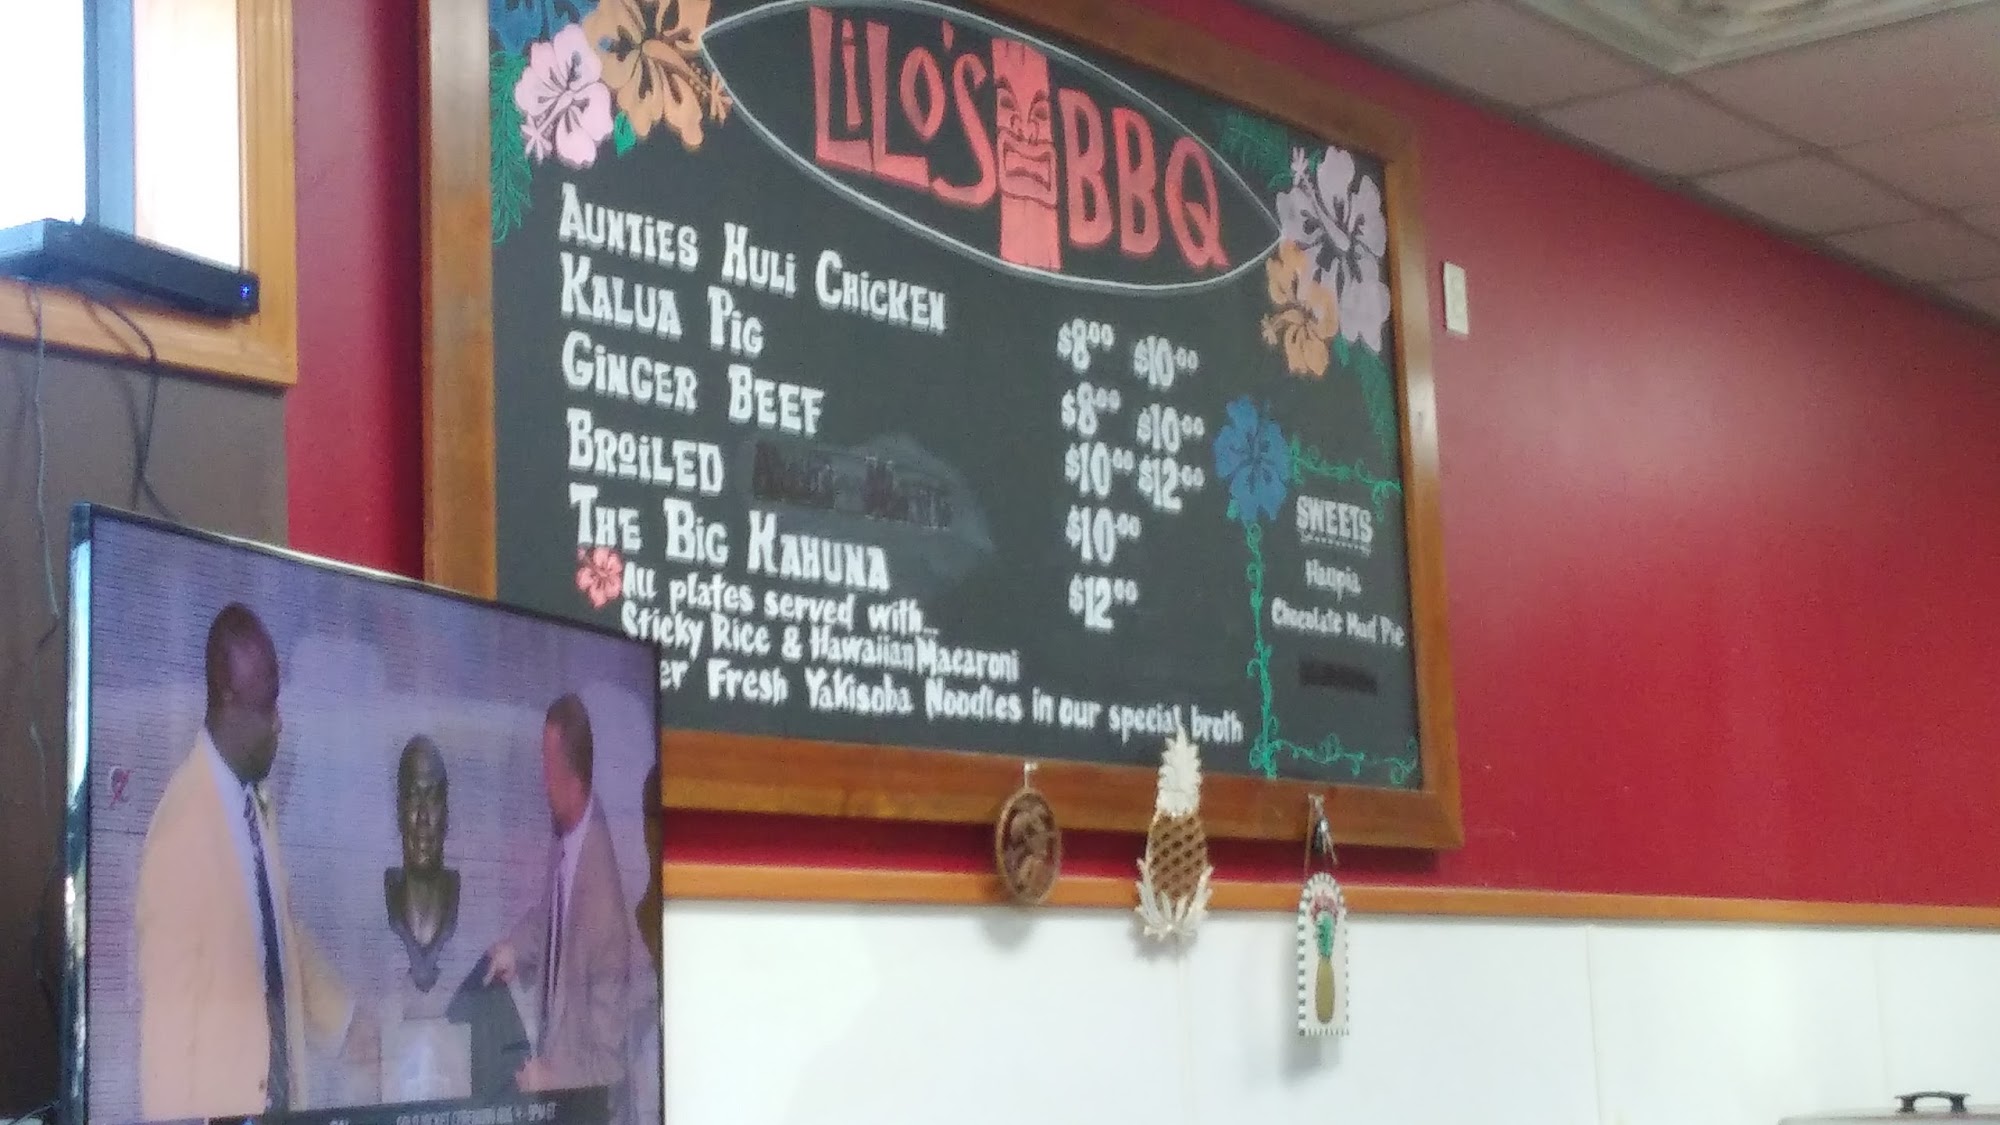 LiLO'S BBQ
AUNTiES HULi CHiCKEN $8.00 $10.00
KALUA PiG $8.00 $10.00
GiNGER BEEF $10.00 $12.00
BROiLED $10.00
THE BiG KAHUNA $12.00
All plates served with...
Sticky Rice & Hawaiian Macaroni
er Fresh Yakisoba Noodles in our special broth
SWEETS
Haupia
Chocolate Mud Pie